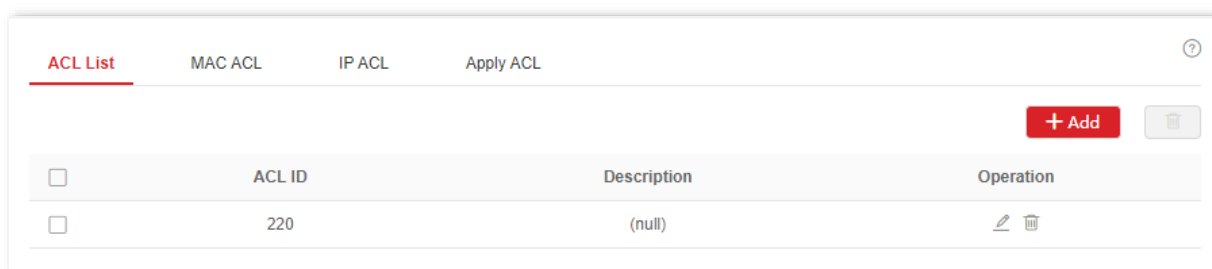 ACL List MAC ACL IP ACL Apply ACL ?
+ Add
ACL ID Description Operation
220 (null)